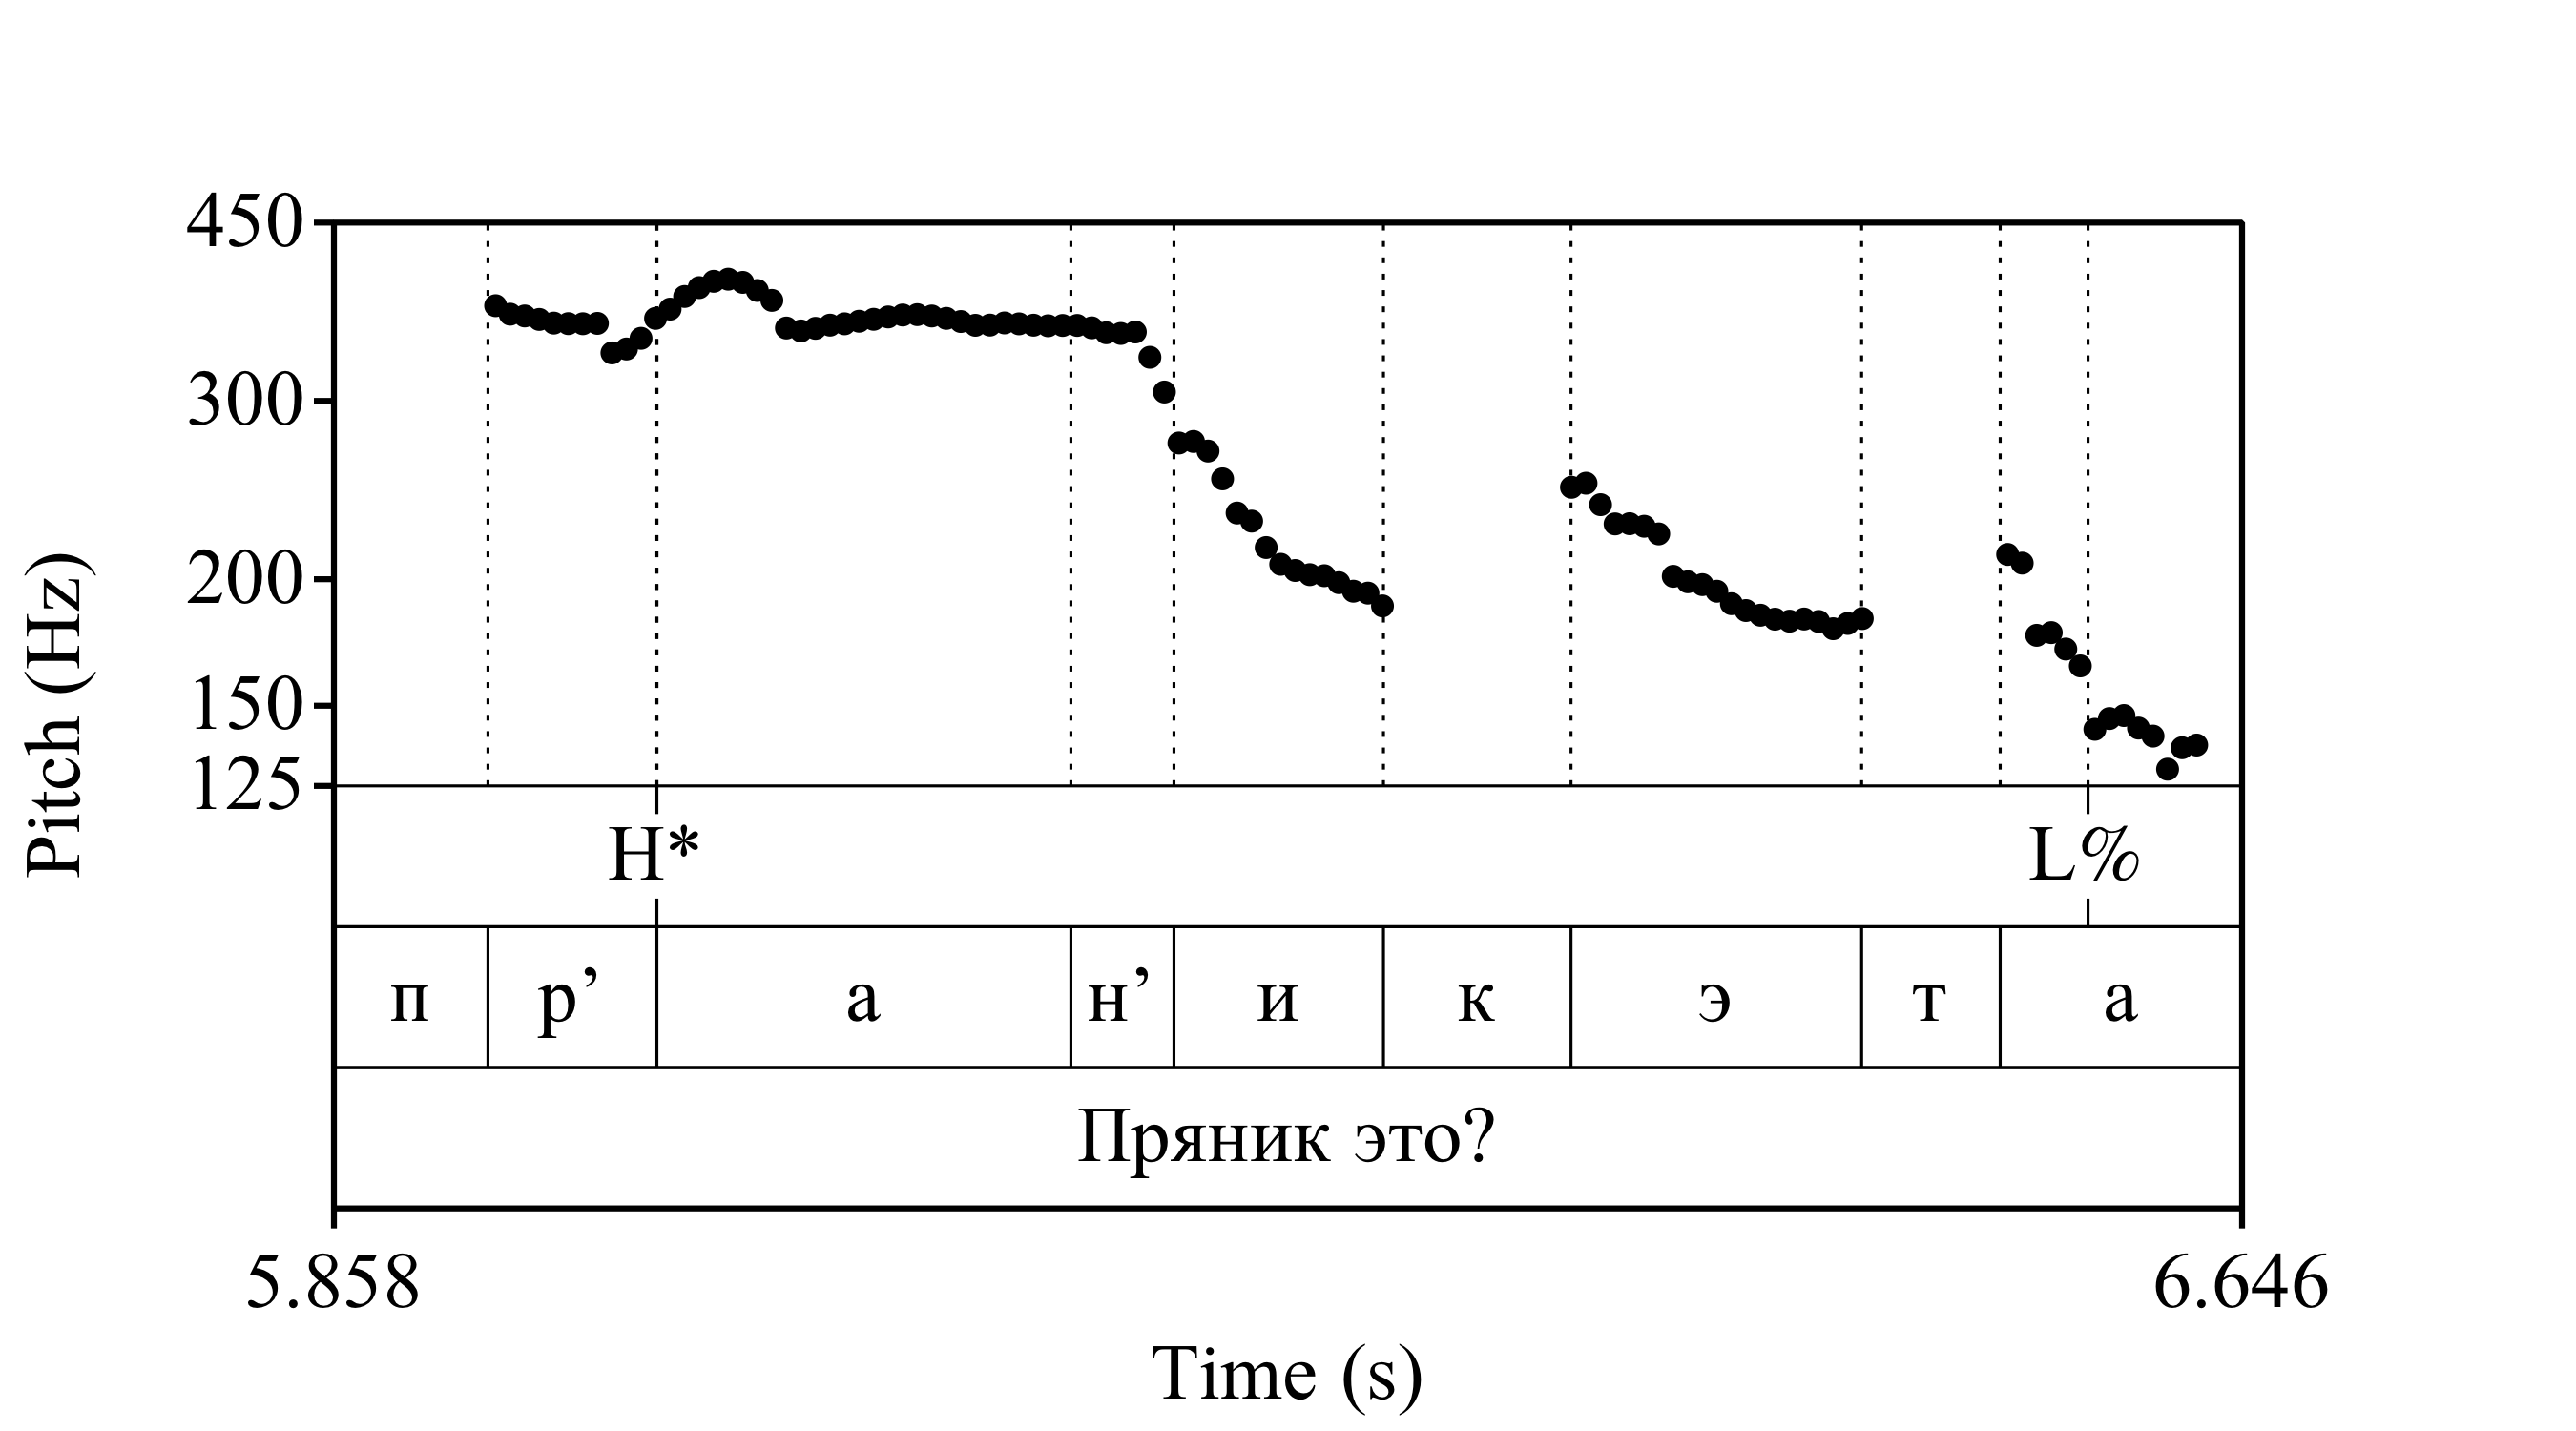 450
300
200
150
125
Pitch (Hz)
H* L%
п р’ а н’ и к э т а
Пряник это?
5.858 6.646
Time (s)